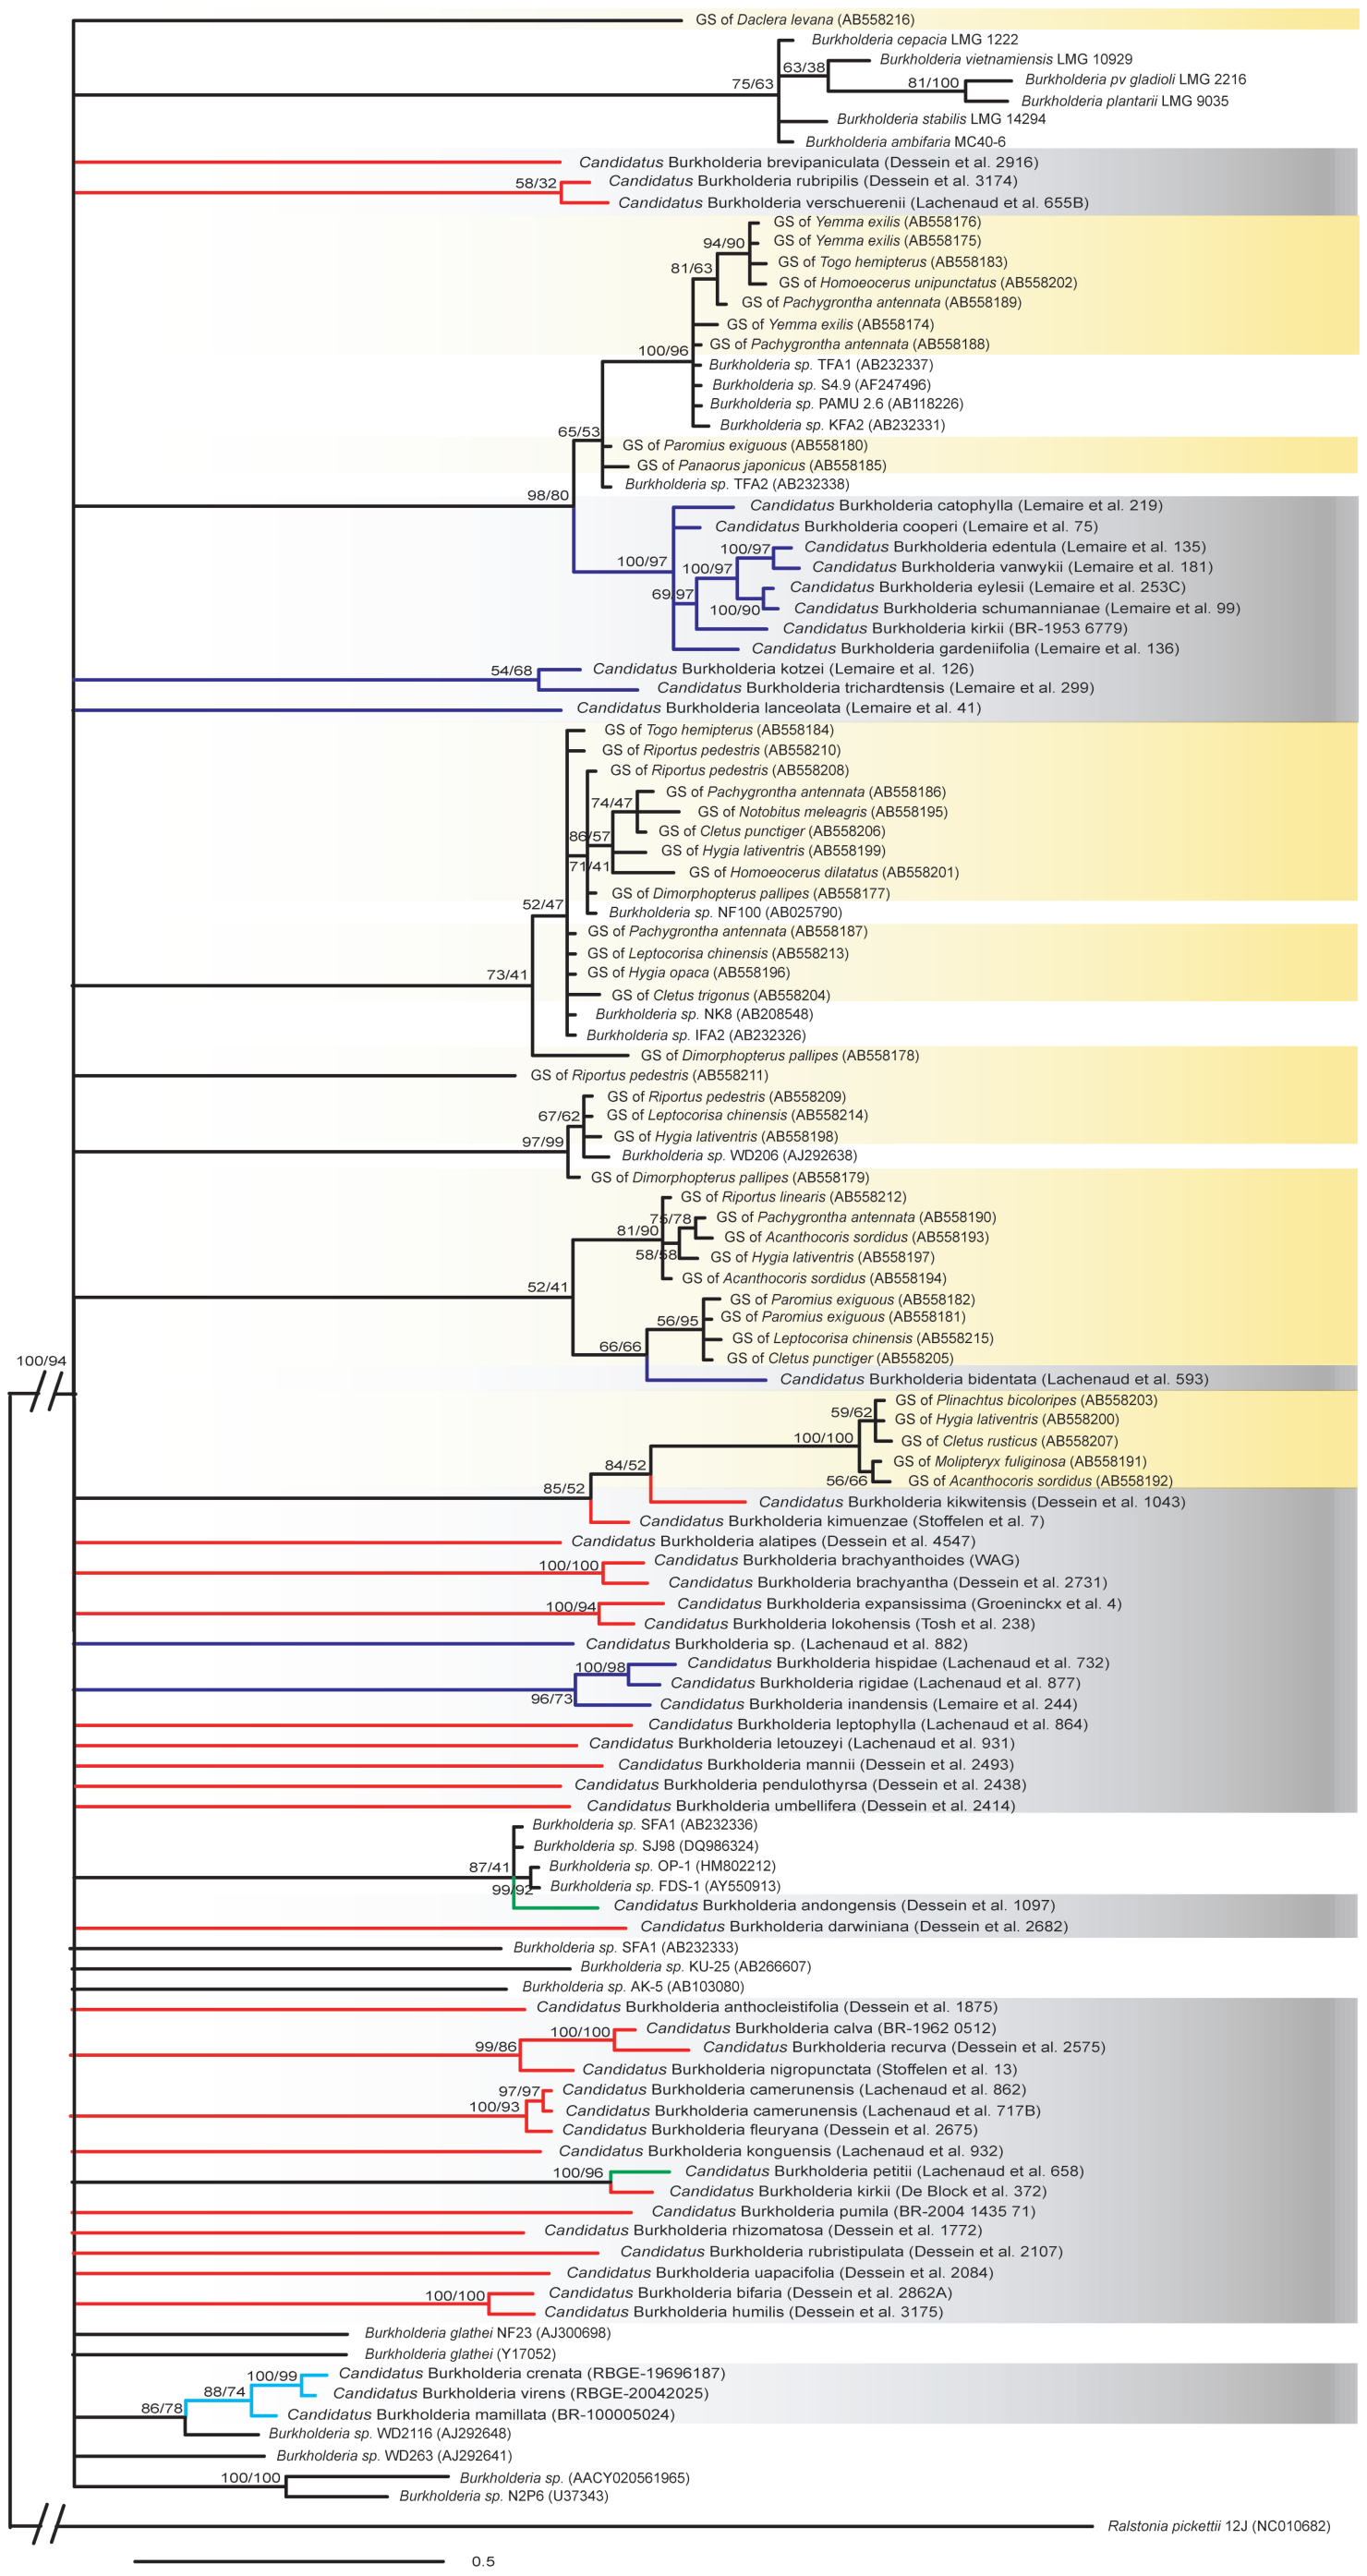 GS of Daclera levana (AB558216)
Burkholderia cepacia LMG 1222
63/38
Burkholderia vietnamiensis LMG 10929
75/63
81/100
Burkholderia pv gladioli LMG 2216
Burkholderia plantarii LMG 9035
Burkholderia stabilis LMG 14294
Burkholderia ambifaria MC40-6
Candidatus Burkholderia brevipaniculata (Dessein et al. 2916)
58/32
Candidatus Burkholderia rubripilis (Dessein et al. 3174)
Candidatus Burkholderia verschuerenii (Lachenaud et al. 655B)
GS of Yemma exilis (AB558176)
94/90
GS of Yemma exilis (AB558175)
81/63
GS of Togo hemipterus (AB558183)
GS of Homoeocerus unipunctatus (AB558202)
GS of Pachygrontha antennata (AB558189)
GS of Yemma exilis (AB558174)
100/96
GS of Pachygrontha antennata (AB558188)
Burkholderia sp. TFA1 (AB232337)
Burkholderia sp. S4.9 (AF247496)
Burkholderia sp. PAMU 2.6 (AB118226)
Burkholderia sp. KFA2 (AB232331)
65/53
GS of Paromius exiguous (AB558180)
GS of Panaorus japonicus (AB558185)
Burkholderia sp. TFA2 (AB232338)
98/80
Candidatus Burkholderia catophylla (Lemaire et al. 219)
Candidatus Burkholderia cooperi (Lemaire et al. 75)
100/97
Candidatus Burkholderia edentula (Lemaire et al. 135)
100/97
100/97
Candidatus Burkholderia vanwykii (Lemaire et al. 181)
69/97
Candidatus Burkholderia eylesii (Lemaire et al. 253C)
100/90
Candidatus Burkholderia schumannianae (Lemaire et al. 99)
Candidatus Burkholderia kirkii (BR-1953 6779)
Candidatus Burkholderia gardeniifolia (Lemaire et al. 136)
54/68
Candidatus Burkholderia kotzei (Lemaire et al. 126)
Candidatus Burkholderia trichardtensis (Lemaire et al. 299)
Candidatus Burkholderia lanceolata (Lemaire et al. 41)
GS of Togo hemipterus (AB558184)
GS of Riportus pedestris (AB558210)
GS of Riportus pedestris (AB558208)
GS of Pachygrontha antennata (AB558186)
74/47
GS of Notobitus meleagris (AB558195)
86/57
GS of Cletus punctiger (AB558206)
GS of Hygia lativentris (AB558199)
71/41
GS of Homoeocerus dilatatus (AB558201)
GS of Dimorphopterus pallipes (AB558177)
52/47
Burkholderia sp. NF100 (AB025790)
GS of Pachygrontha antennata (AB558187)
GS of Leptocorisa chinensis (AB558213)
73/41
GS of Hygia opaca (AB558196)
GS of Cletus trigonus (AB558204)
Burkholderia sp. NK8 (AB208548)
Burkholderia sp. IFA2 (AB232326)
GS of Dimorphopterus pallipes (AB558178)
GS of Riportus pedestris (AB558211)
GS of Riportus pedestris (AB558209)
67/62
GS of Leptocorisa chinensis (AB558214)
97/99
GS of Hygia lativentris (AB558198)
Burkholderia sp. WD206 (AJ292638)
GS of Dimorphopterus pallipes (AB558179)
GS of Riportus linearis (AB558212)
75/78
GS of Pachygrontha antennata (AB558190)
81/90
GS of Acanthocoris sordidus (AB558193)
58/58
GS of Hygia lativentris (AB558197)
GS of Acanthocoris sordidus (AB558194)
52/41
GS of Paromius exiguous (AB558182)
56/95
GS of Paromius exiguous (AB558181)
66/66
GS of Leptocorisa chinensis (AB558215)
GS of Cletus punctiger (AB558205)
100/94
Candidatus Burkholderia bidentata (Lachenaud et al. 593)
GS of Plinachtus bicoloripes (AB558203)
59/62
GS of Hygia lativentris (AB558200)
100/100
GS of Cletus rusticus (AB558207)
84/52
GS of Molipteryx fuliginosa (AB558191)
56/66
GS of Acanthocoris sordidus (AB558192)
85/52
Candidatus Burkholderia kikwitensis (Dessein et al. 1043)
Candidatus Burkholderia kimuenzae (Stoffelen et al. 7)
Candidatus Burkholderia alatipes (Dessein et al. 4547)
100/100
Candidatus Burkholderia brachyanthoides (WAG)
Candidatus Burkholderia brachyantha (Dessein et al. 2731)
100/94
Candidatus Burkholderia expansissima (Groeninckx et al. 4)
Candidatus Burkholderia lokohensis (Tosh et al. 238)
Candidatus Burkholderia sp. (Lachenaud et al. 882)
100/98
Candidatus Burkholderia hispidae (Lachenaud et al. 732)
Candidatus Burkholderia rigidae (Lachenaud et al. 877)
96/73
Candidatus Burkholderia inandensis (Lemaire et al. 244)
Candidatus Burkholderia leptophylla (Lachenaud et al. 864)
Candidatus Burkholderia letouzeyi (Lachenaud et al. 931)
Candidatus Burkholderia mannii (Dessein et al. 2493)
Candidatus Burkholderia pendulothyrsa (Dessein et al. 2438)
Candidatus Burkholderia umbellifera (Dessein et al. 2414)
Burkholderia sp. SFA1 (AB232336)
Burkholderia sp. SJ98 (DQ986324)
87/41
Burkholderia sp. OP-1 (HM802212)
99/92
Burkholderia sp. FDS-1 (AY550913)
Candidatus Burkholderia andongensis (Dessein et al. 1097)
Candidatus Burkholderia darwiniana (Dessein et al. 2682)
Burkholderia sp. SFA1 (AB232333)
Burkholderia sp. KU-25 (AB266607)
Burkholderia sp. AK-5 (AB103080)
Candidatus Burkholderia anthocleistifolia (Dessein et al. 1875)
100/100
Candidatus Burkholderia calva (BR-1962 0512)
99/86
Candidatus Burkholderia recurva (Dessein et al. 2575)
Candidatus Burkholderia nigropunctata (Stoffelen et al. 13)
97/97
Candidatus Burkholderia camerunensis (Lachenaud et al. 862)
100/93
Candidatus Burkholderia camerunensis (Lachenaud et al. 717B)
Candidatus Burkholderia fleuryana (Dessein et al. 2675)
Candidatus Burkholderia konguensis (Lachenaud et al. 932)
100/96
Candidatus Burkholderia petitii (Lachenaud et al. 658)
Candidatus Burkholderia kirkii (De Block et al. 372)
Candidatus Burkholderia pumila (BR-2004 1435 71)
Candidatus Burkholderia rhizomatosa (Dessein et al. 1772)
Candidatus Burkholderia rubristipulata (Dessein et al. 2107)
Candidatus Burkholderia uapacifolia (Dessein et al. 2084)
100/100
Candidatus Burkholderia bifaria (Dessein et al. 2862A)
Candidatus Burkholderia humilis (Dessein et al. 3175)
Burkholderia glathei NF23 (AJ300698)
Burkholderia glathei (Y17052)
100/99
Candidatus Burkholderia crenata (RBGE-19696187)
88/74
Candidatus Burkholderia virens (RBGE-20042025)
86/78
Candidatus Burkholderia mamillata (BR-100005024)
Burkholderia sp. WD2116 (AJ292648)
Burkholderia sp. WD263 (AJ292641)
100/100
Burkholderia sp. (AACY020561965)
Burkholderia sp. N2P6 (U37343)
Ralstonia pickettii 12J (NC010682)
0.5